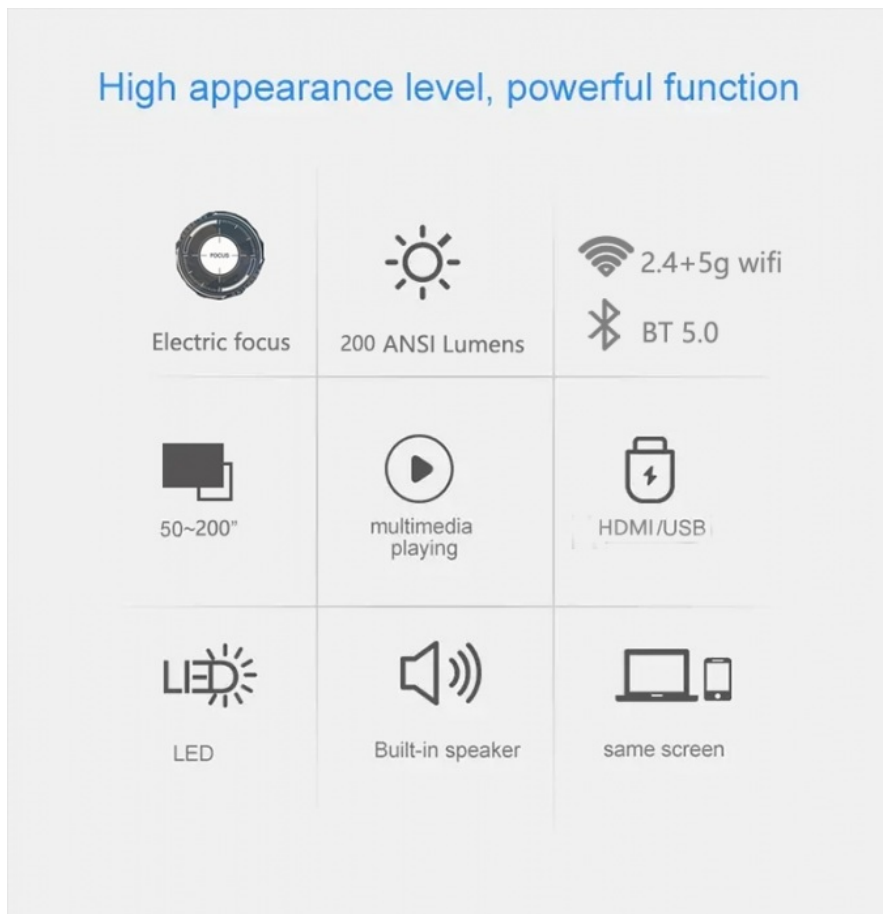 High appearance level, powerful function
FOCUS
Electric focus
200 ANSI Lumens
2.4+5g wifi
BT 5.0
50~200"
multimedia
playing
HDMI/USB
LED
LED
Built-in speaker
same screen